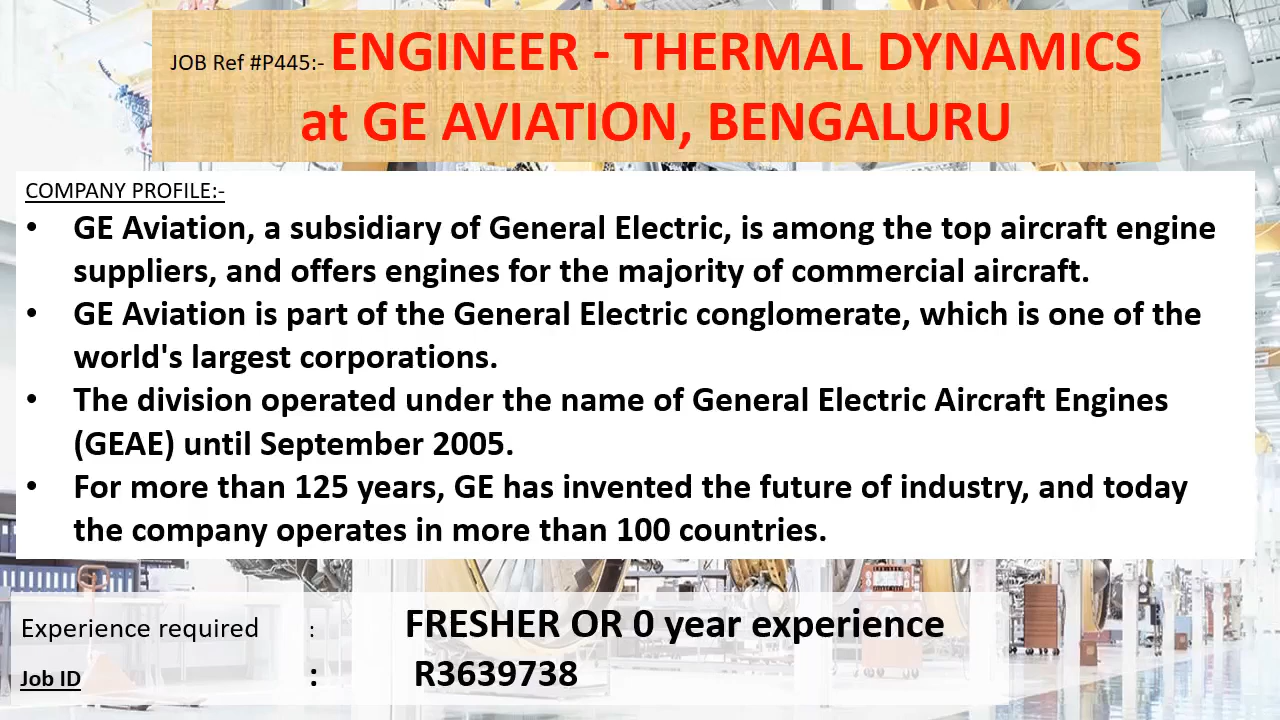 JOB Ref #P445:- ENGINEER - THERMAL DYNAMICS
at GE AVIATION, BENGALURU
COMPANY PROFILE:-
• GE Aviation, a subsidiary of General Electric, is among the top aircraft engine
suppliers, and offers engines for the majority of commercial aircraft.
• GE Aviation is part of the General Electric conglomerate, which is one of the
world's largest corporations.
• The division operated under the name of General Electric Aircraft Engines
(GEAE) until September 2005.
• For more than 125 years, GE has invented the future of industry, and today
the company operates in more than 100 countries.
Experience required : FRESHER OR 0 year experience
Job ID : R3639738